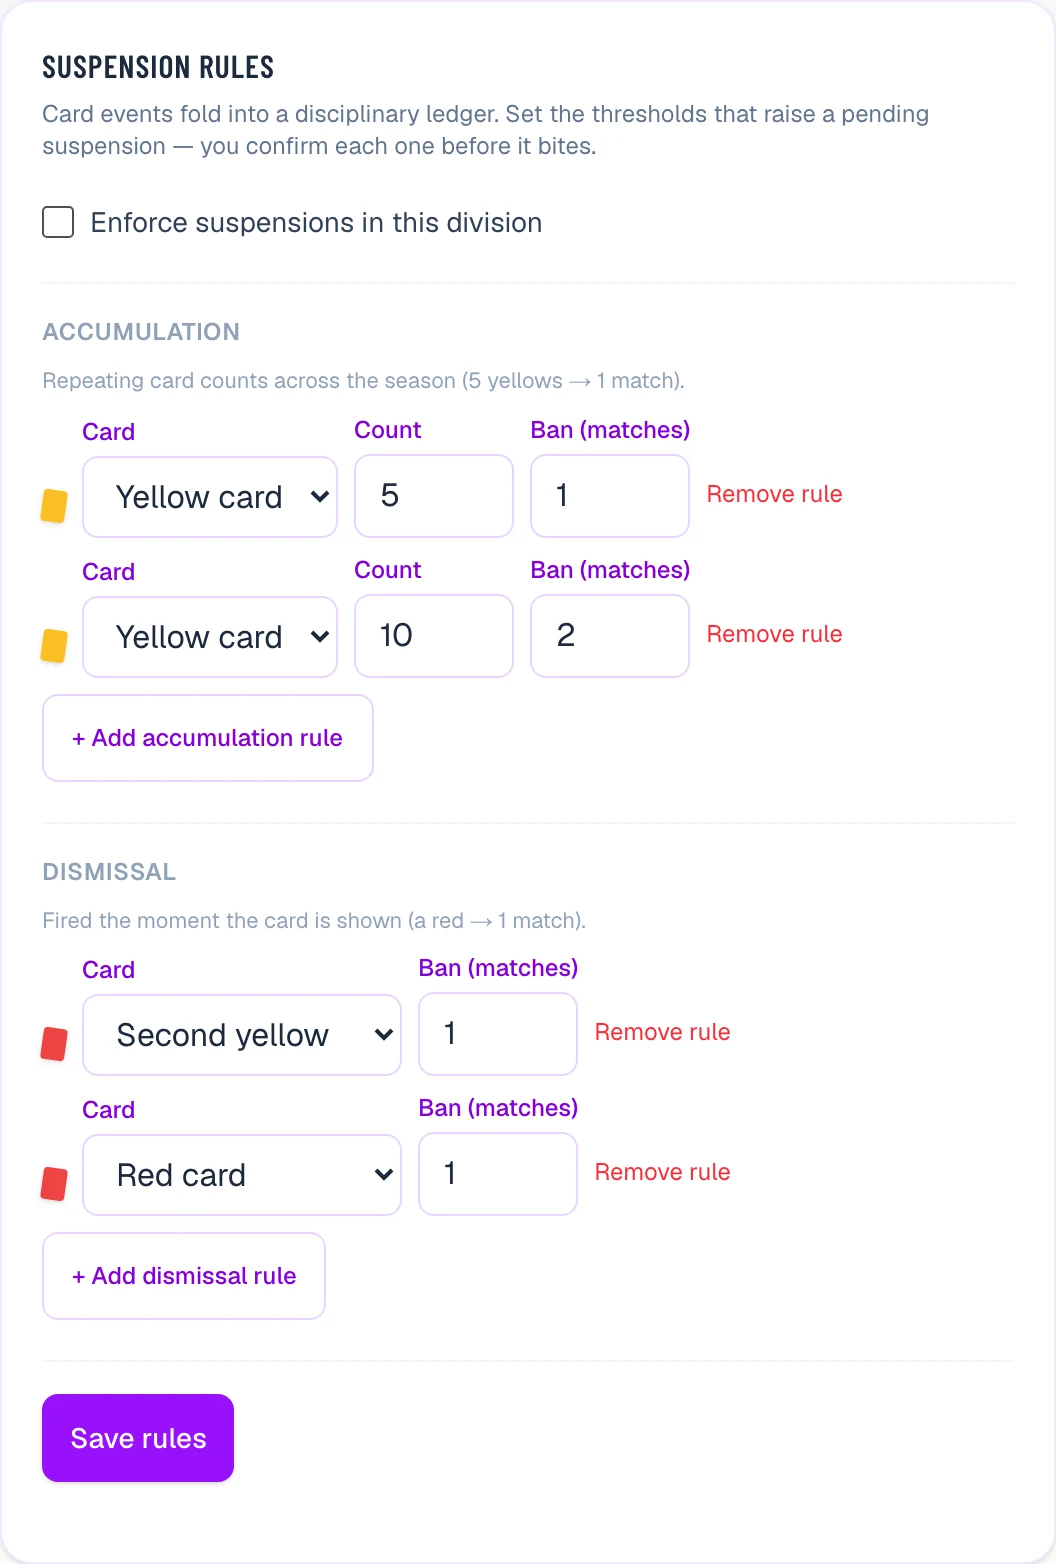 SUSPENSION RULES
Card events fold into a disciplinary ledger. Set the thresholds that raise a pending
suspension — you confirm each one before it bites.
Enforce suspensions in this division
ACCUMULATION
Repeating card counts across the season (5 yellows → 1 match).
Card Count Ban (matches)
Yellow card 5 1 Remove rule
Card Count Ban (matches)
Yellow card 10 2 Remove rule
+ Add accumulation rule
DISMISSAL
Fired the moment the card is shown (a red → 1 match).
Card Ban (matches)
Second yellow 1 Remove rule
Card Ban (matches)
Red card 1 Remove rule
+ Add dismissal rule
Save rules